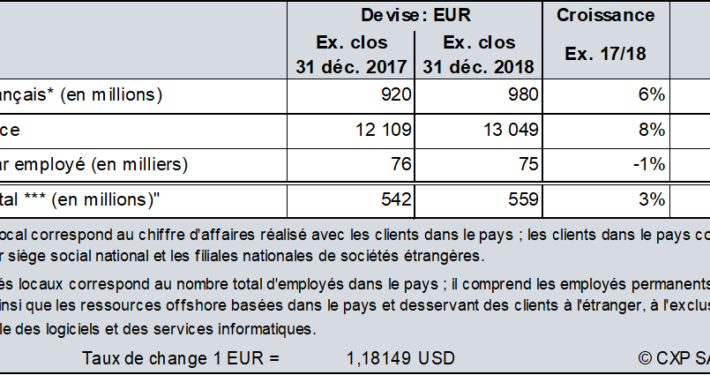 Devise: EUR Croissance
Ex. clos Ex. clos Ex. 17/18
31 déc. 2017 31 déc. 2018
ançais* (en millions) 920 980 6%
ce 12 109 13 049 8%
ar employé (en milliers) 76 75 -1%
tal *** (en millions)" 542 559 3%
ocal correspond au chiffre d'affaires réalisé avec les clients dans le pays ; les clients dans le pays co
r siège social national et les filiales nationales de sociétés étrangères.
és locaux correspond au nombre total d'employés dans le pays ; il comprend les employés permanents
insi que les ressources offshore basées dans le pays et desservant des clients à l'étranger, à l'exclus
le des logiciels et des services informatiques.
Taux de change 1 EUR = 1,18149 USD © CXP SA